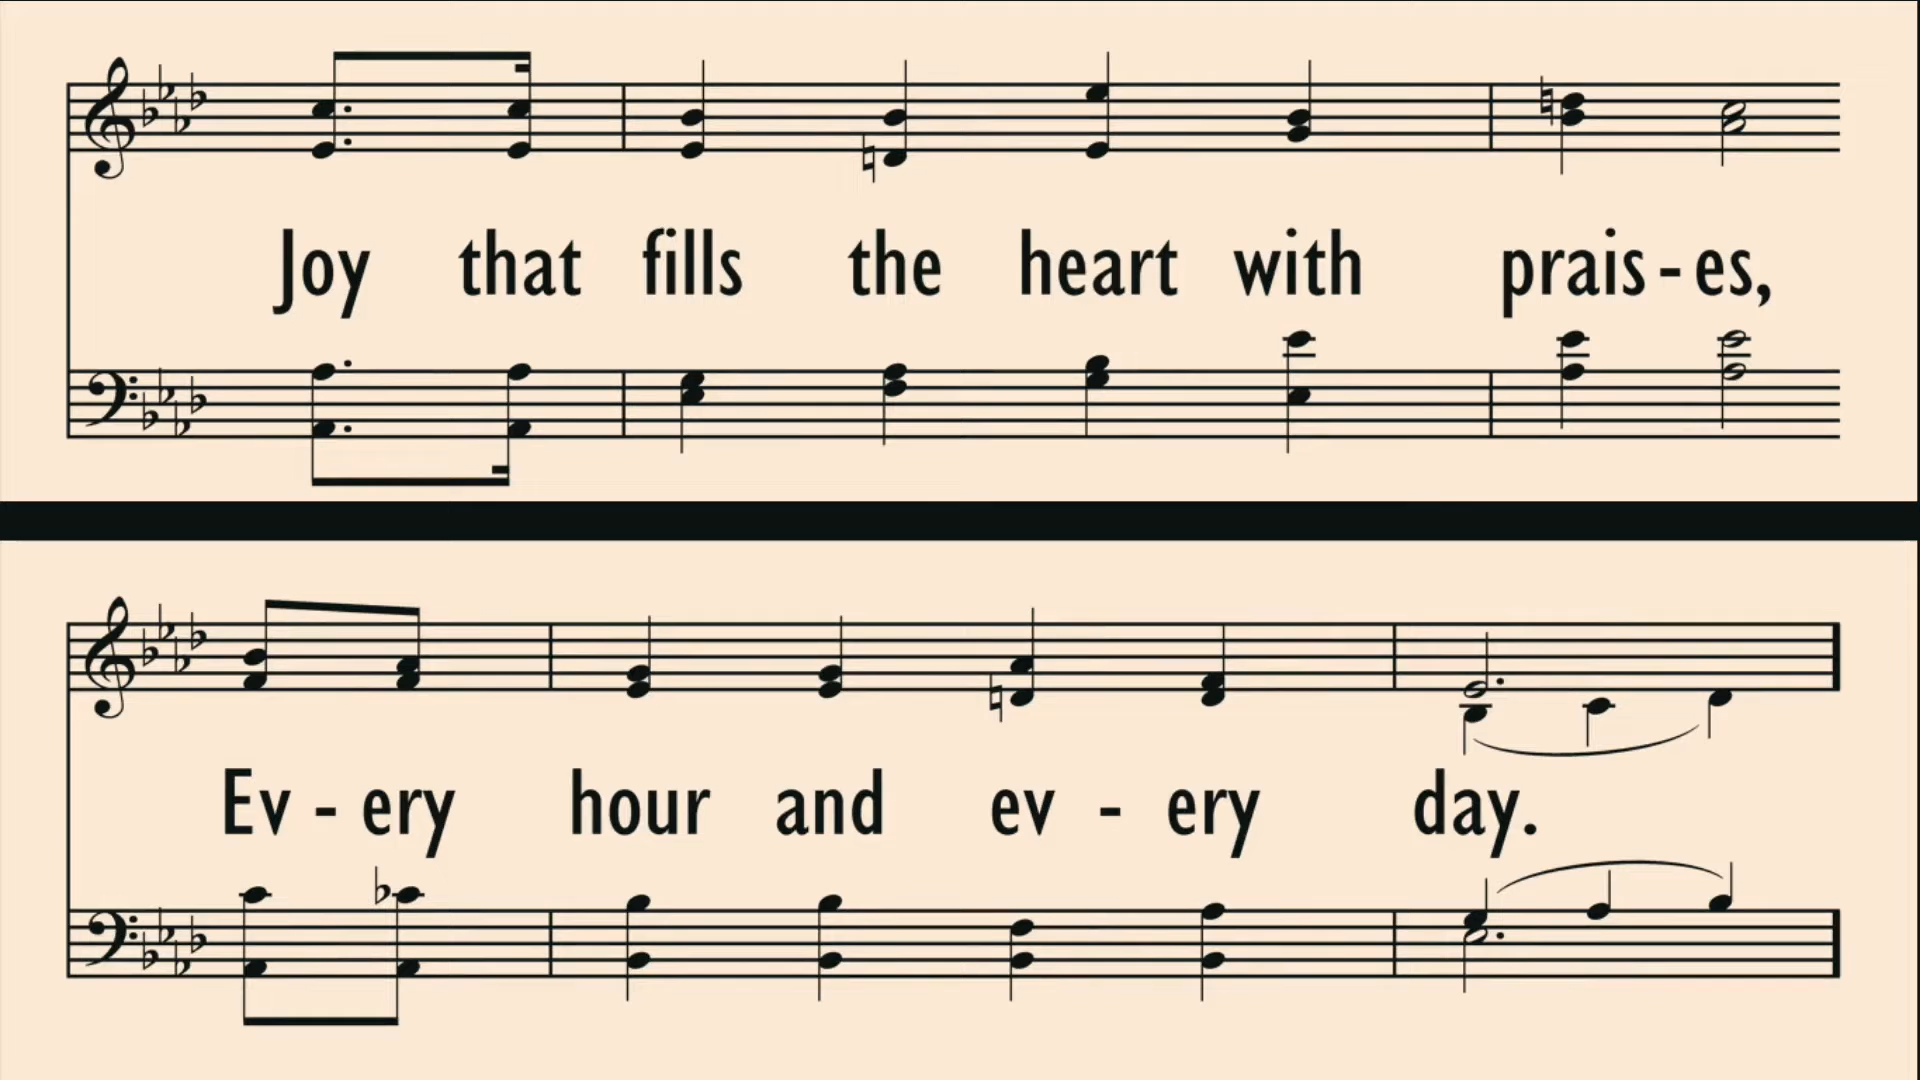 Joy that fills the heart with prais - es,
Ev - ery hour and ev - ery day.